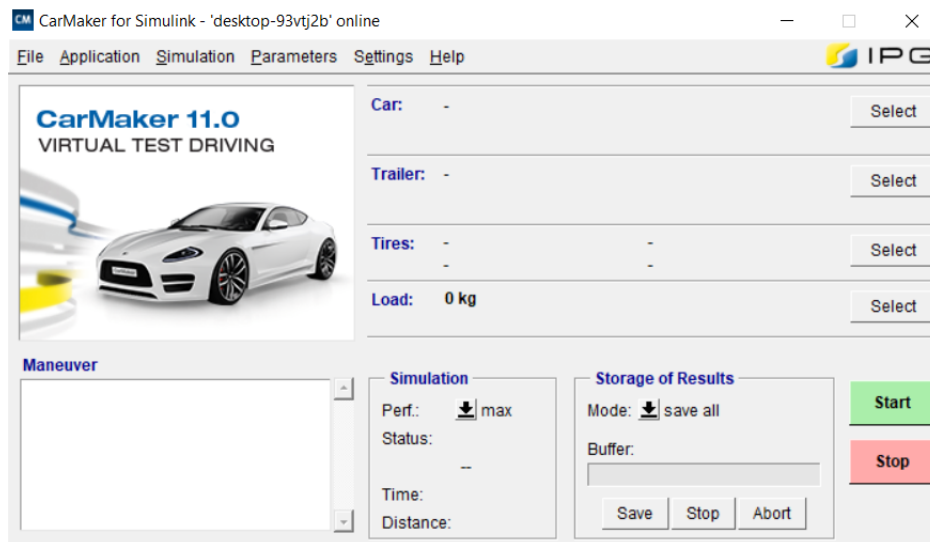 CM CarMaker for Simulink - 'desktop-93vtj2b' online
File Application Simulation Parameters Settings Help
IPG
CarMaker 11.0
VIRTUAL TEST DRIVING
CarMaker
Car: - Select
Trailer: - Select
Tires: - - Select
- -
Load: 0 kg Select
Maneuver
Simulation
Perf.: max
Status:
--
Time:
Distance:
Storage of Results
Mode: save all
Buffer:
Save Stop Abort
Start
Stop